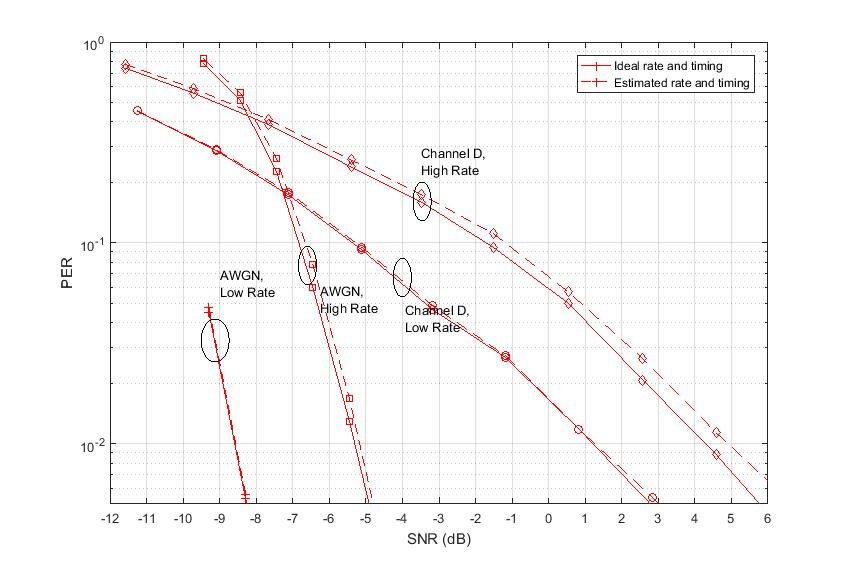 10^0
Ideal rate and timing
Estimated rate and timing
Channel D,
High Rate
10^-1
PER
AWGN,
Low Rate
AWGN,
High Rate
Channel D,
Low Rate
10^-2
-12 -11 -10 -9 -8 -7 -6 -5 -4 -3 -2 -1 0 1 2 3 4 5 6
SNR (dB)